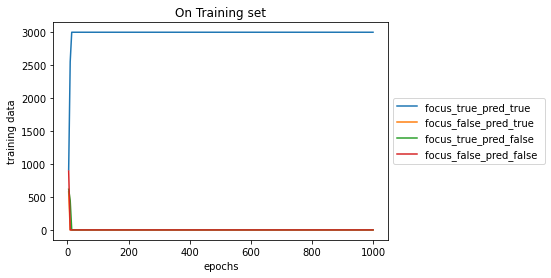 On Training set
3000
2500
2000
1500
1000
500
0
training data
0 200 400 600 800 1000
epochs
focus_true_pred_true
focus_false_pred_true
focus_true_pred_false
focus_false_pred_false